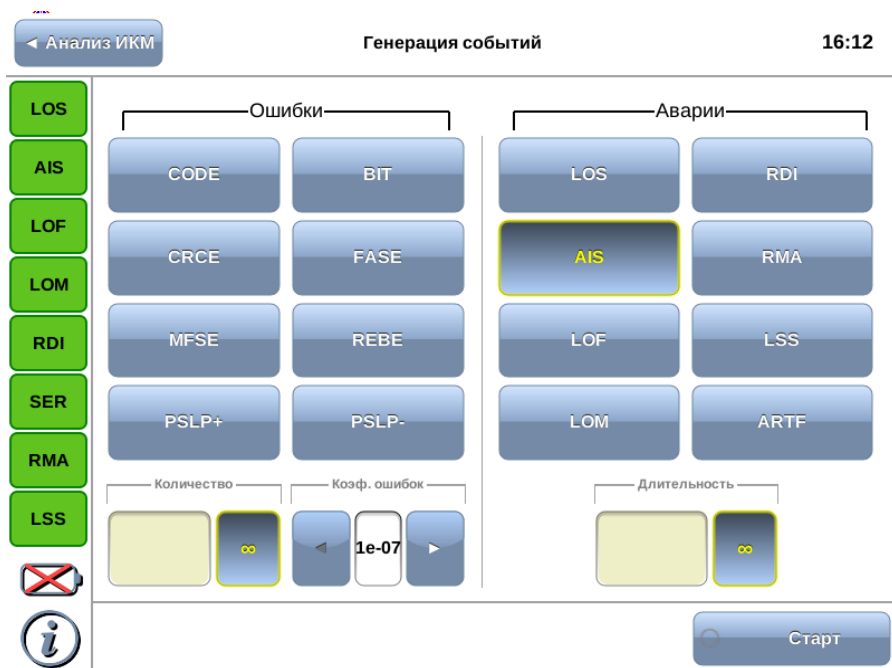 ◄ Анализ ИКМ
Генерация событий
16:12
LOS
AIS
LOF
LOM
RDI
SER
RMA
LSS
Ошибки
CODE BIT
CRCE FASE
MFSE REBE
PSLP+ PSLP-
Количество Коэф. ошибок
∞ ◄ 1e-07 ►
Аварии
LOS RDI
AIS RMA
LOF LSS
LOM ARTF
Длительность
∞
i
Старт